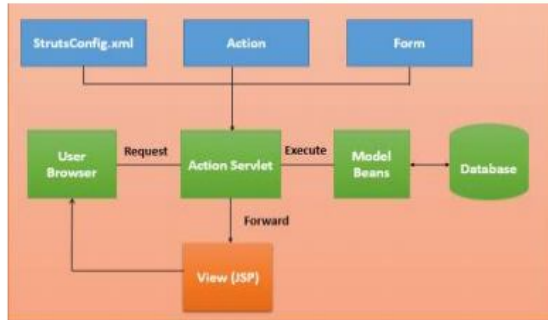 StrutsConfig.xml
Action
Form
User
Browser
Request
Action Servlet
Execute
Model
Beans
Database
Forward
View (JSP)